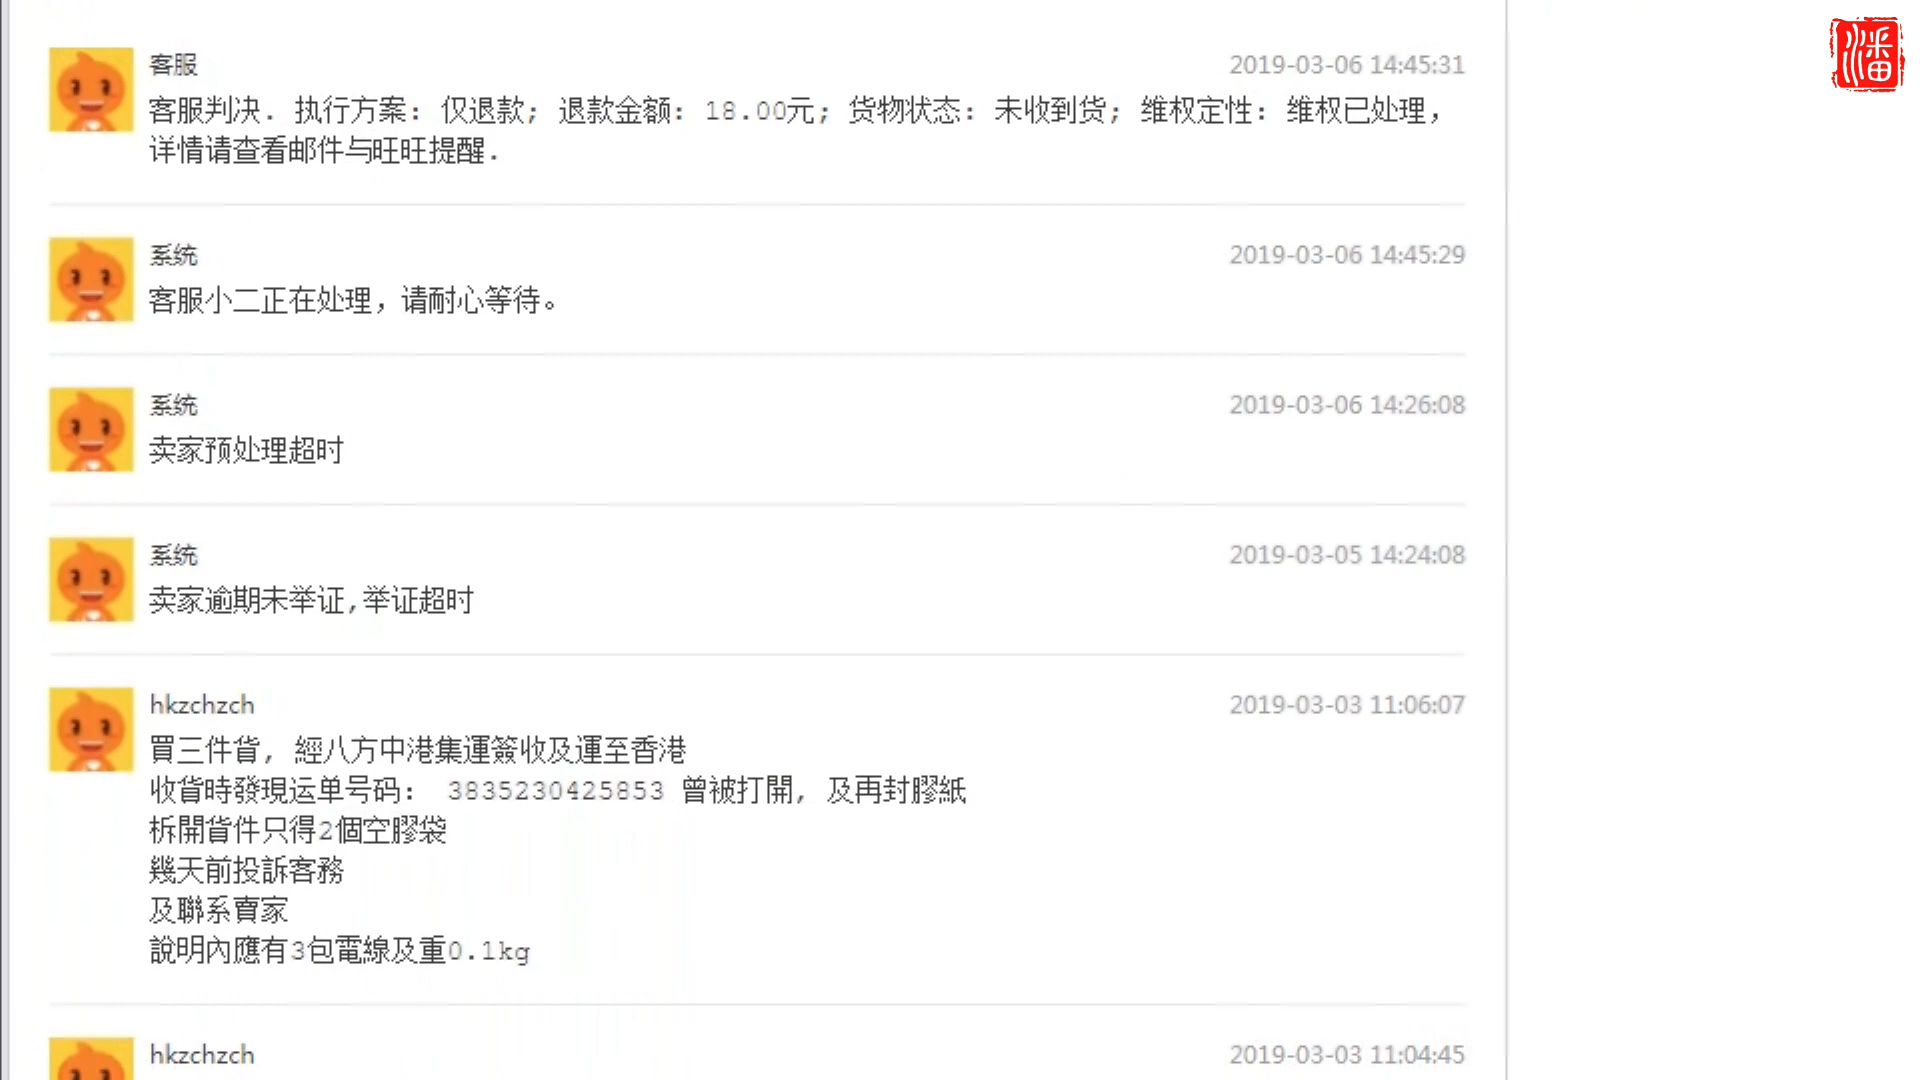 潘
客服
2019-03-06 14:45:31
客服判决. 执行方案: 仅退款; 退款金额: 18.00元; 货物状态: 未收到货; 维权定性: 维权已处理,
详情请查看邮件与旺旺提醒.
系统
2019-03-06 14:45:29
客服小二正在处理，请耐心等待。
系统
2019-03-06 14:26:08
卖家预处理超时
系统
2019-03-05 14:24:08
卖家逾期未举证,举证超时
hkzchzch
2019-03-03 11:06:07
買三件貨, 經八方中港集運簽收及運至香港
收貨時發現运单号码: 3835230425853 曾被打開, 及再封膠紙
柝開貨件只得2個空膠袋
幾天前投訴客務
及聯系賣家
說明內應有3包電線及重0.1kg
hkzchzch
2019-03-03 11:04:45